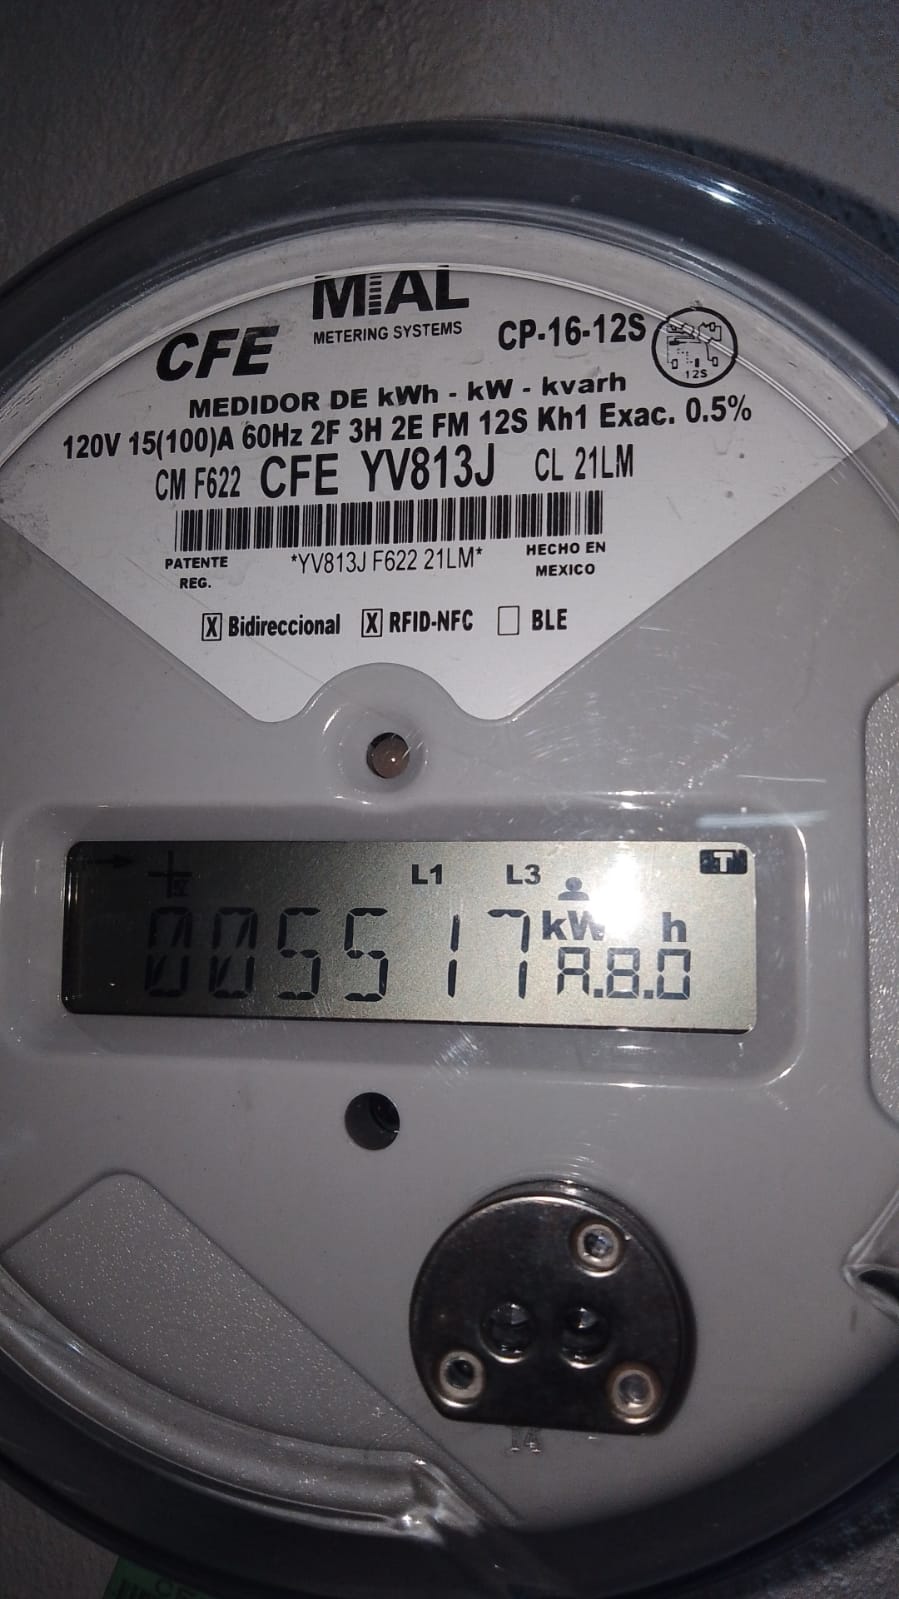 MIAL
METERING SYSTEMS
CFE
CP-16-12S
12S
MEDIDOR DE kWh - kW - kvarh
120V 15(100)A 60Hz 2F 3H 2E FM 12S Kh1 Exac. 0.5%
CM F622 CFE YV813J CL 21LM
PATENTE REG.
*YV813J F622 21LM*
HECHO EN MEXICO
X Bidireccional X RFID-NFC BLE
L1 L3 T
005517 kW h
A.8.0
14